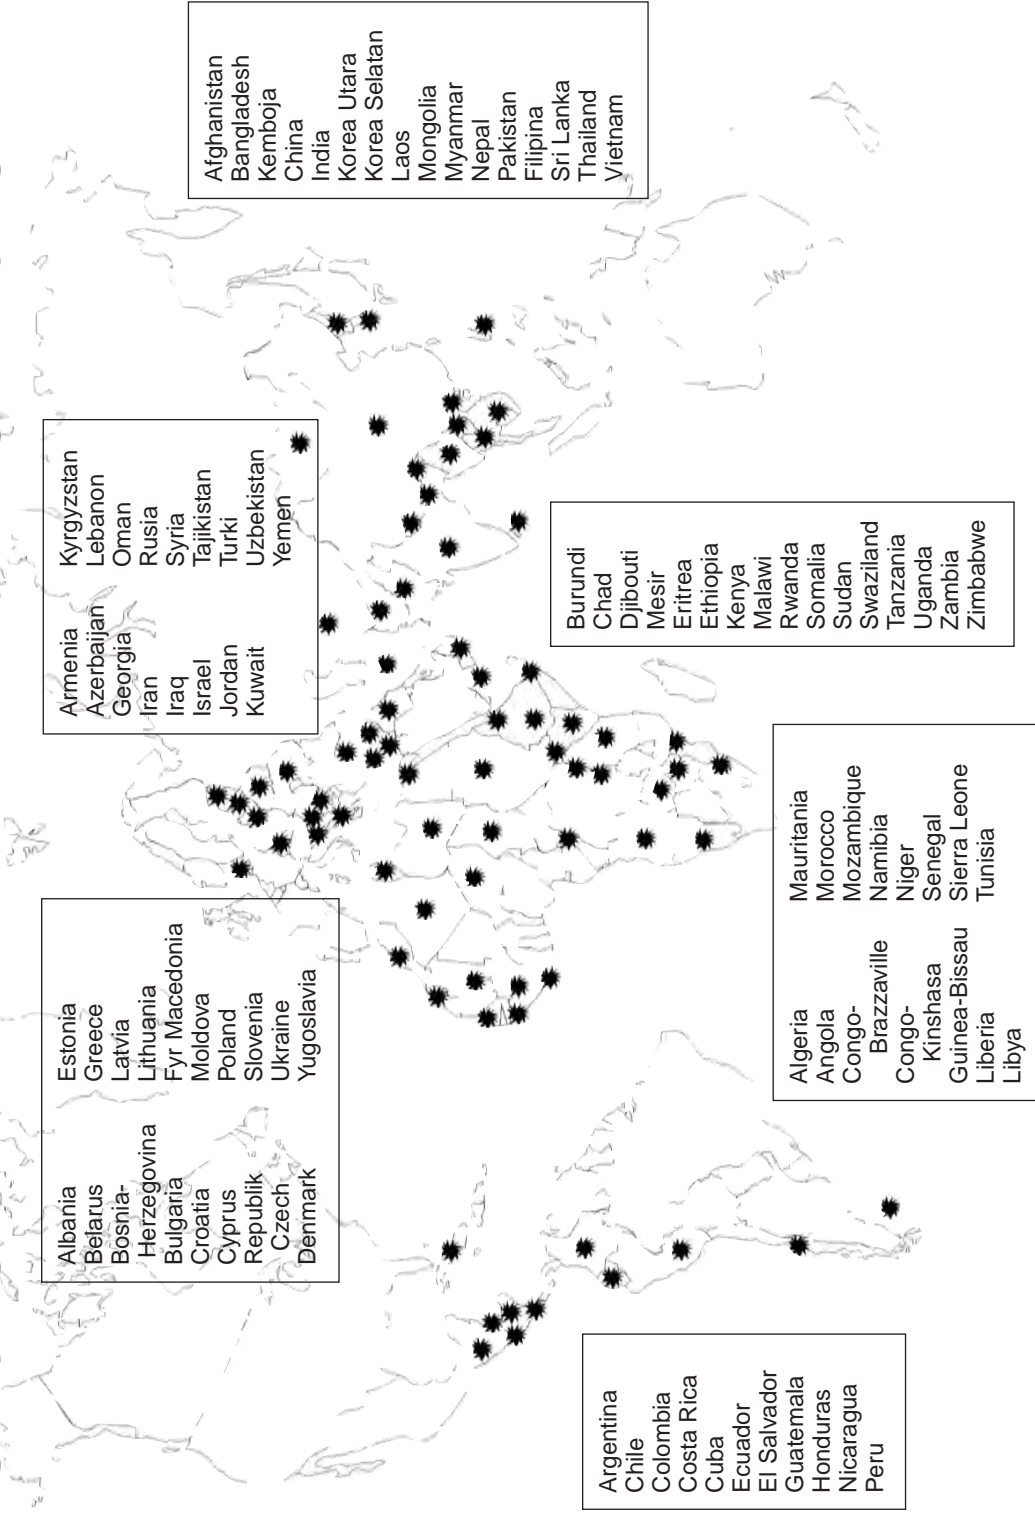 Albania
Belarus
Bosnia-
Herzegovina
Bulgaria
Croatia
Cyprus
Republik
Czech
Denmark
Estonia
Greece
Latvia
Lithuania
Fyr Macedonia
Moldova
Poland
Slovenia
Ukraine
Yugoslavia
Armenia
Azerbaijan
Georgia
Iran
Iraq
Israel
Jordan
Kuwait
Kyrgyzstan
Lebanon
Oman
Rusia
Syria
Tajikistan
Turki
Uzbekistan
Yemen
Afghanistan
Bangladesh
Kemboja
China
India
Korea Utara
Korea Selatan
Laos
Mongolia
Myanmar
Nepal
Pakistan
Filipina
Sri Lanka
Thailand
Vietnam
Argentina
Chile
Colombia
Costa Rica
Cuba
Ecuador
El Salvador
Guatemala
Honduras
Nicaragua
Peru
Algeria
Angola
Congo-
Brazzaville
Congo-
Kinshasa
Guinea-Bissau
Liberia
Libya
Mauritania
Morocco
Mozambique
Namibia
Niger
Senegal
Sierra Leone
Tunisia
Burundi
Chad
Djibouti
Mesir
Eritrea
Ethiopia
Kenya
Malawi
Rwanda
Somalia
Sudan
Swaziland
Tanzania
Uganda
Zambia
Zimbabwe